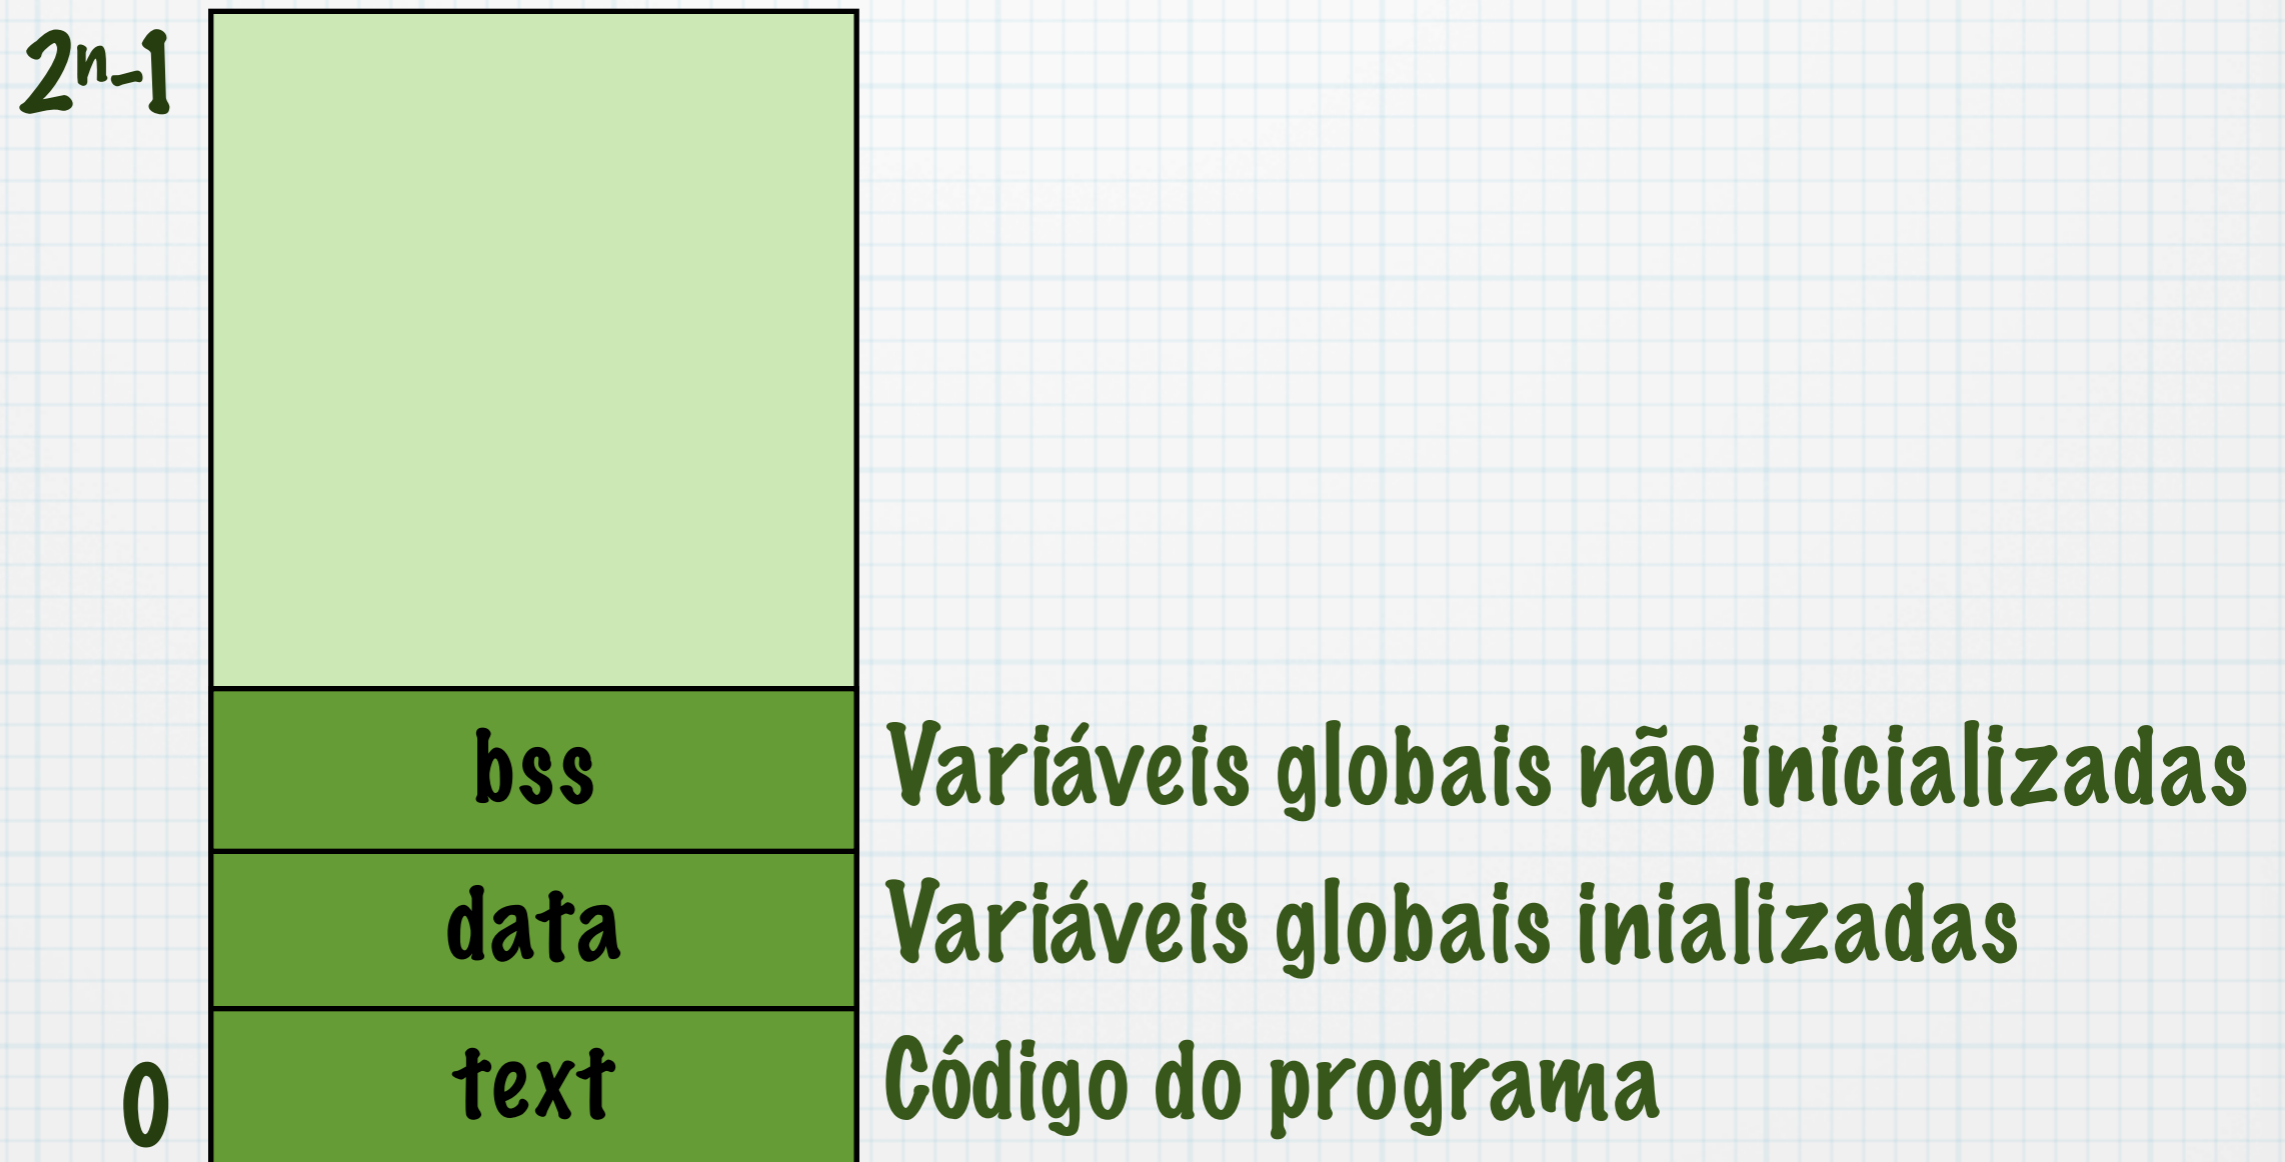 2ⁿ-1
bss Variáveis globais não inicializadas
data Variáveis globais inializadas
0 text Código do programa